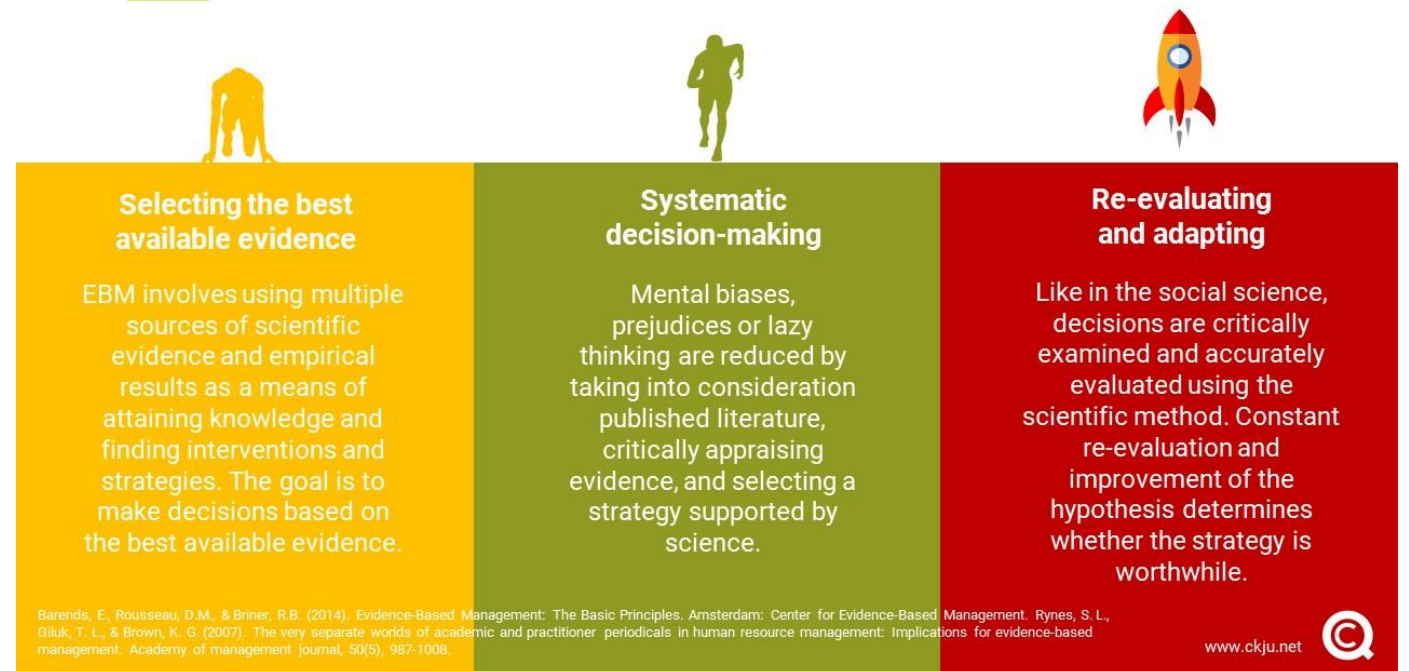 Selecting the best
available evidence
EBM involves using multiple
sources of scientific
evidence and empirical
results as a means of
attaining knowledge and
finding interventions and
strategies. The goal is to
make decisions based on
the best available evidence.
Systematic
decision-making
Mental biases,
prejudices or lazy
thinking are reduced by
taking into consideration
published literature,
critically appraising
evidence, and selecting a
strategy supported by
science.
Re-evaluating
and adapting
Like in the social science,
decisions are critically
examined and accurately
evaluated using the
scientific method. Constant
re-evaluation and
improvement of the
hypothesis determines
whether the strategy is
worthwhile.
Barends, E., Rousseau, D.M., & Briner, R.B. (2014). Evidence-Based Management: The Basic Principles. Amsterdam: Center for Evidence-Based Management. Rynes, S. L.,
Giluk, T. L., & Brown, K. G. (2007). The very separate worlds of academic and practitioner periodicals in human resource management: Implications for evidence-based
management. Academy of management journal, 50(5), 987-1008.
www.ckju.net